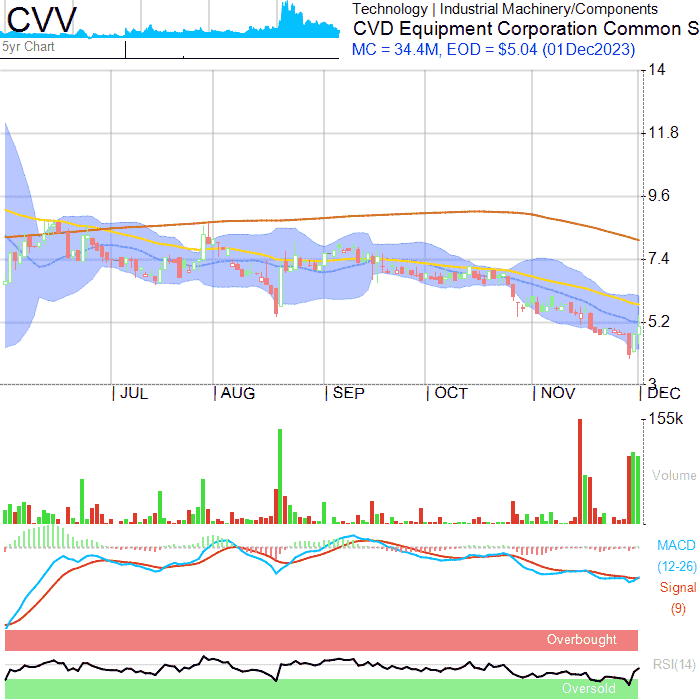 CVV
Technology | Industrial Machinery/Components
CVD Equipment Corporation Common S
MC = 34.4M, EOD = $5.04 (01Dec2023)
5yr Chart
14
11.8
9.6
7.4
5.2
3
JUL
AUG
SEP
OCT
NOV
DEC
155k
Volume
MACD
(12-26)
Signal
(9)
Overbought
RSI(14)
Oversold